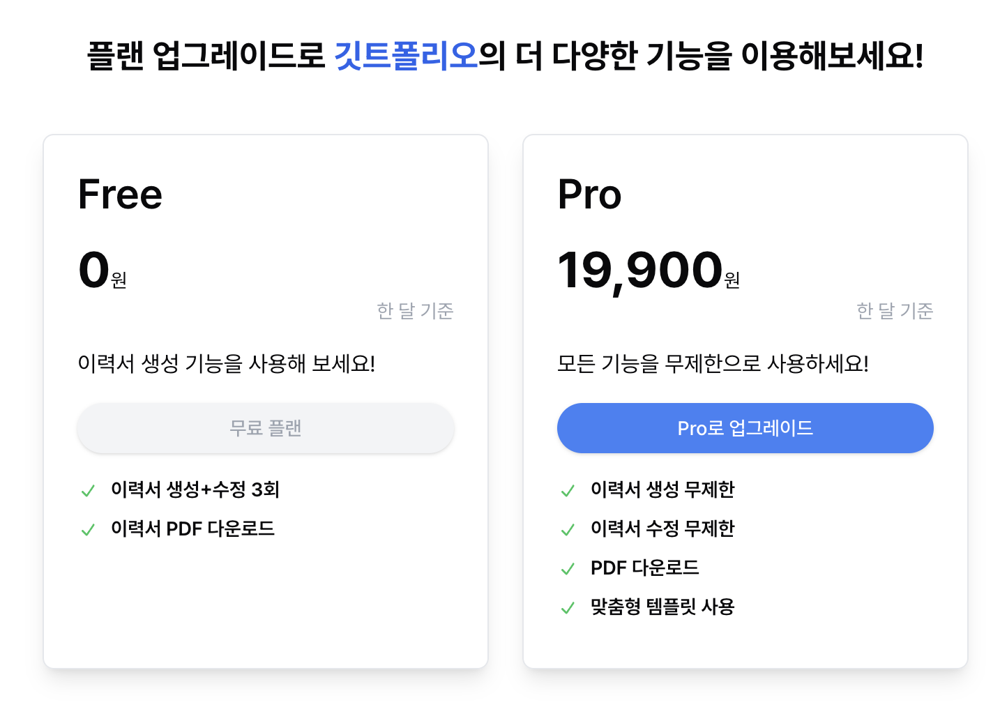 플랜 업그레이드로 깃트폴리오의 더 다양한 기능을 이용해보세요!
Free
0원
한 달 기준
이력서 생성 기능을 사용해 보세요!
무료 플랜
이력서 생성+수정 3회
이력서 PDF 다운로드
Pro
19,900원
한 달 기준
모든 기능을 무제한으로 사용하세요!
Pro로 업그레이드
이력서 생성 무제한
이력서 수정 무제한
PDF 다운로드
맞춤형 템플릿 사용